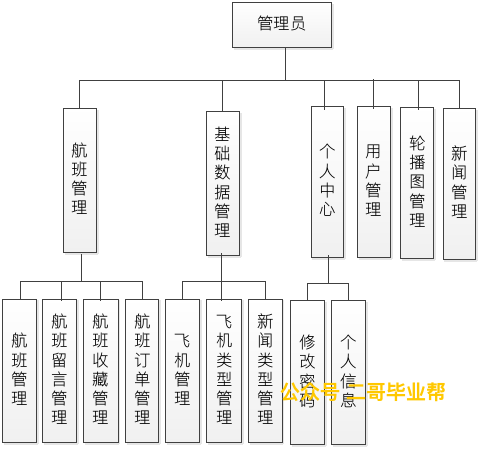 管理员
航班管理
基础数据管理
个人中心
用户管理
轮播图管理
新闻管理
航班管理
航班留言管理
航班收藏管理
航班订单管理
飞机管理
飞机类型管理
新闻类型管理
修改密码
个人信息
公众号 二哥毕业帮